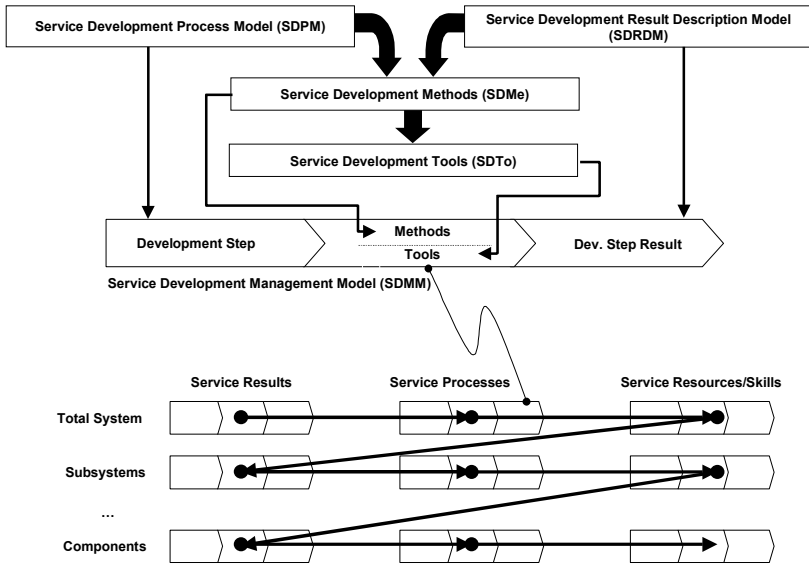 Service Development Process Model (SDPM)
Service Development Result Description Model
(SDRDM)
Service Development Methods (SDMe)
Service Development Tools (SDTo)
Development Step
Methods
Tools
Dev. Step Result
Service Development Management Model (SDMM)
Service Results
Service Processes
Service Resources/Skills
Total System
Subsystems
...
Components